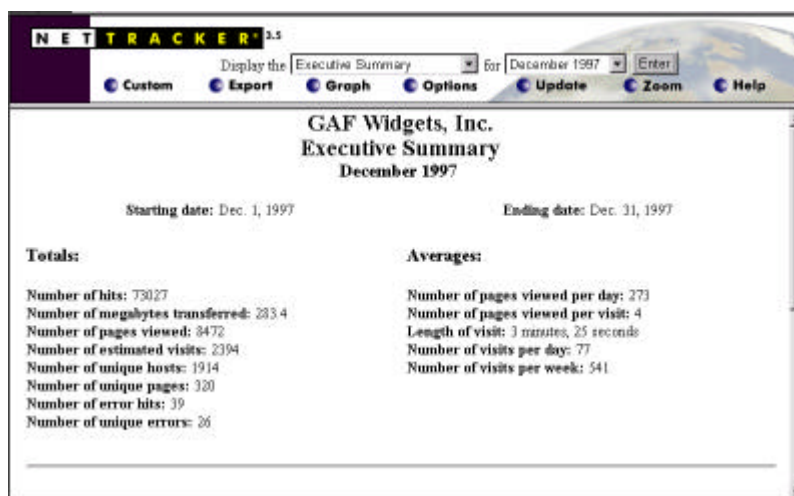 NET TRACKER® 3.5
Display the Executive Summary for December 1997 Enter
Custom Export Graph Options Update Zoom Help
GAF Widgets, Inc.
Executive Summary
December 1997
Starting date: Dec. 1, 1997 Ending date: Dec. 31, 1997
Totals: Averages:
Number of hits: 73027 Number of pages viewed per day: 273
Number of megabytes transferred: 283.4 Number of pages viewed per visit: 4
Number of pages viewed: 8472 Length of visit: 3 minutes, 25 seconds
Number of estimated visits: 2394 Number of visits per day: 77
Number of unique hosts: 1914 Number of visits per week: 541
Number of unique pages: 320
Number of error hits: 39
Number of unique errors: 26